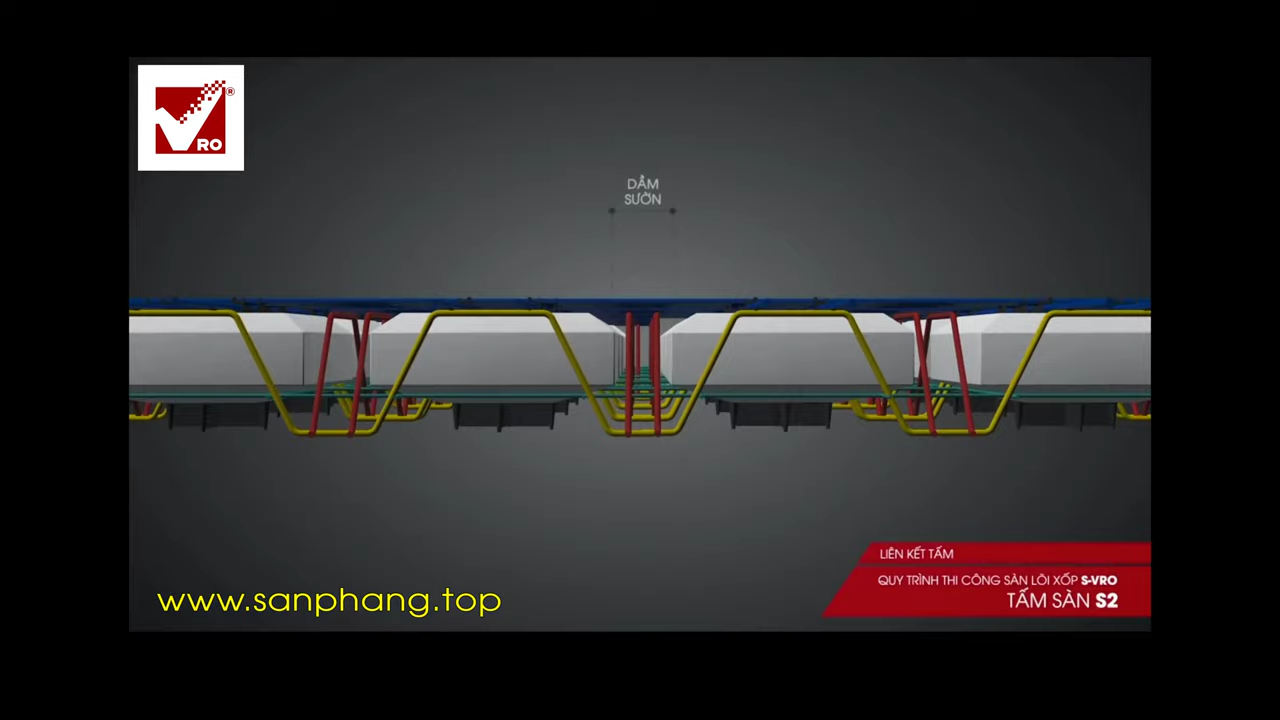 RO
®
DẦM
SƯỜN
LIÊN KẾT TẤM
QUY TRÌNH THI CÔNG SÀN LÕI XỐP S-VRO
TẤM SÀN S2
www.sanphang.top